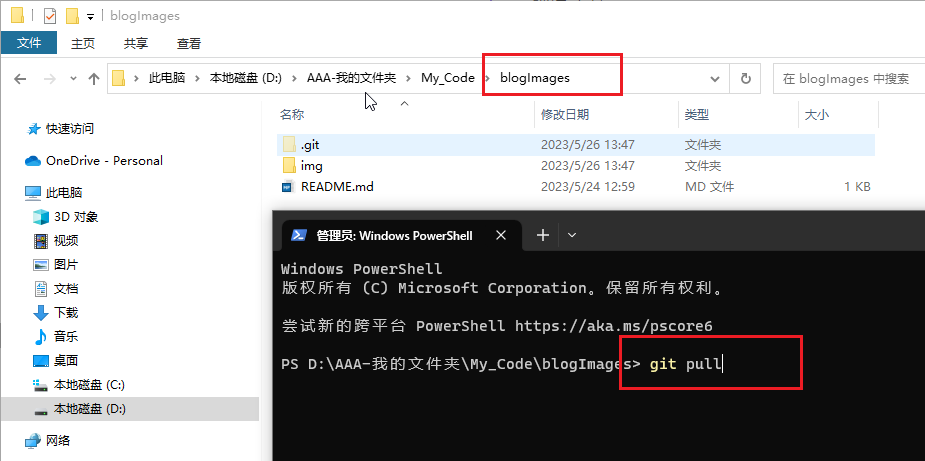 blogImages
文件 主页 共享 查看
此电脑 本地磁盘 (D:) AAA-我的文件夹 My_Code blogImages 在 blogImages 中搜索
名称 修改日期 类型 大小
.git 2023/5/26 13:47 文件夹
img 2023/5/26 13:47 文件夹
README.md 2023/5/24 12:59 MD 文件 1 KB
快速访问
OneDrive - Personal
此电脑
3D 对象
视频
图片
文档
下载
音乐
桌面
本地磁盘 (C:)
本地磁盘 (D:)
网络
管理员: Windows PowerShell
Windows PowerShell
版权所有 (C) Microsoft Corporation。保留所有权利。
尝试新的跨平台 PowerShell https://aka.ms/pscore6
PS D:\AAA-我的文件夹\My_Code\blogImages> git pull